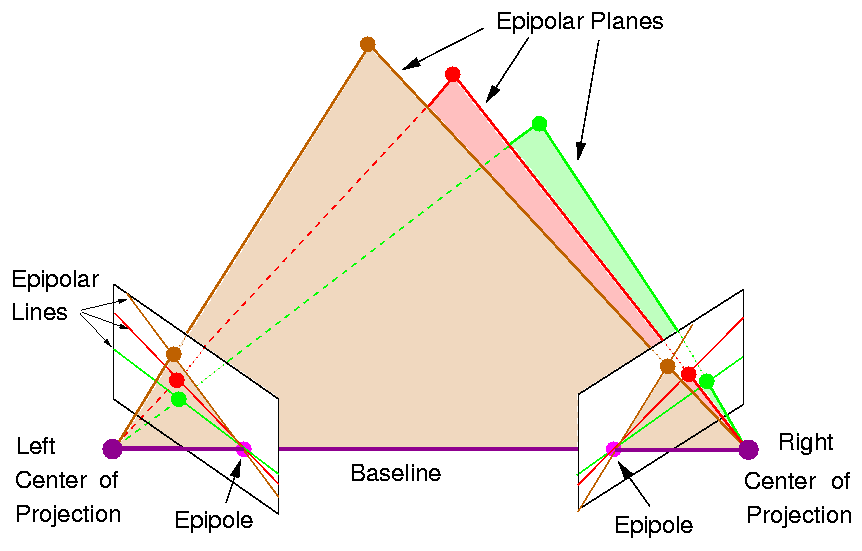 Epipolar Planes
Epipolar
Lines
Left
Center of
Projection
Epipole
Baseline
Epipole
Right
Center of
Projection